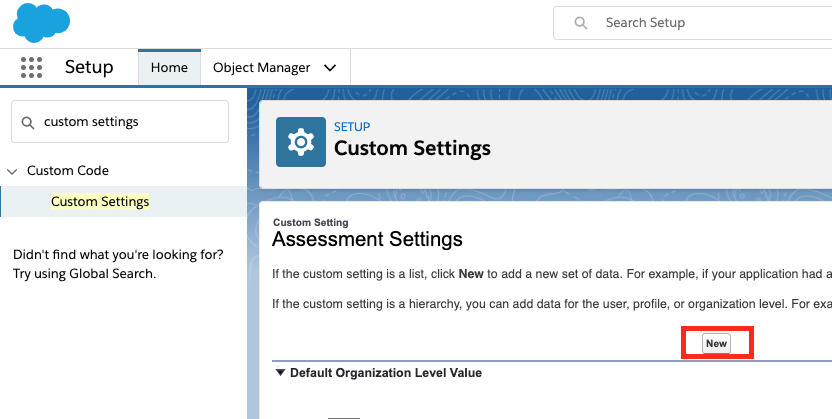 Search Setup
Setup
Home
Object Manager
custom settings
Custom Code
Custom Settings
Didn't find what you're looking for?
Try using Global Search.
SETUP
Custom Settings
Custom Setting
Assessment Settings
If the custom setting is a list, click New to add a new set of data. For example, if your application had a
If the custom setting is a hierarchy, you can add data for the user, profile, or organization level. For exa
New
Default Organization Level Value